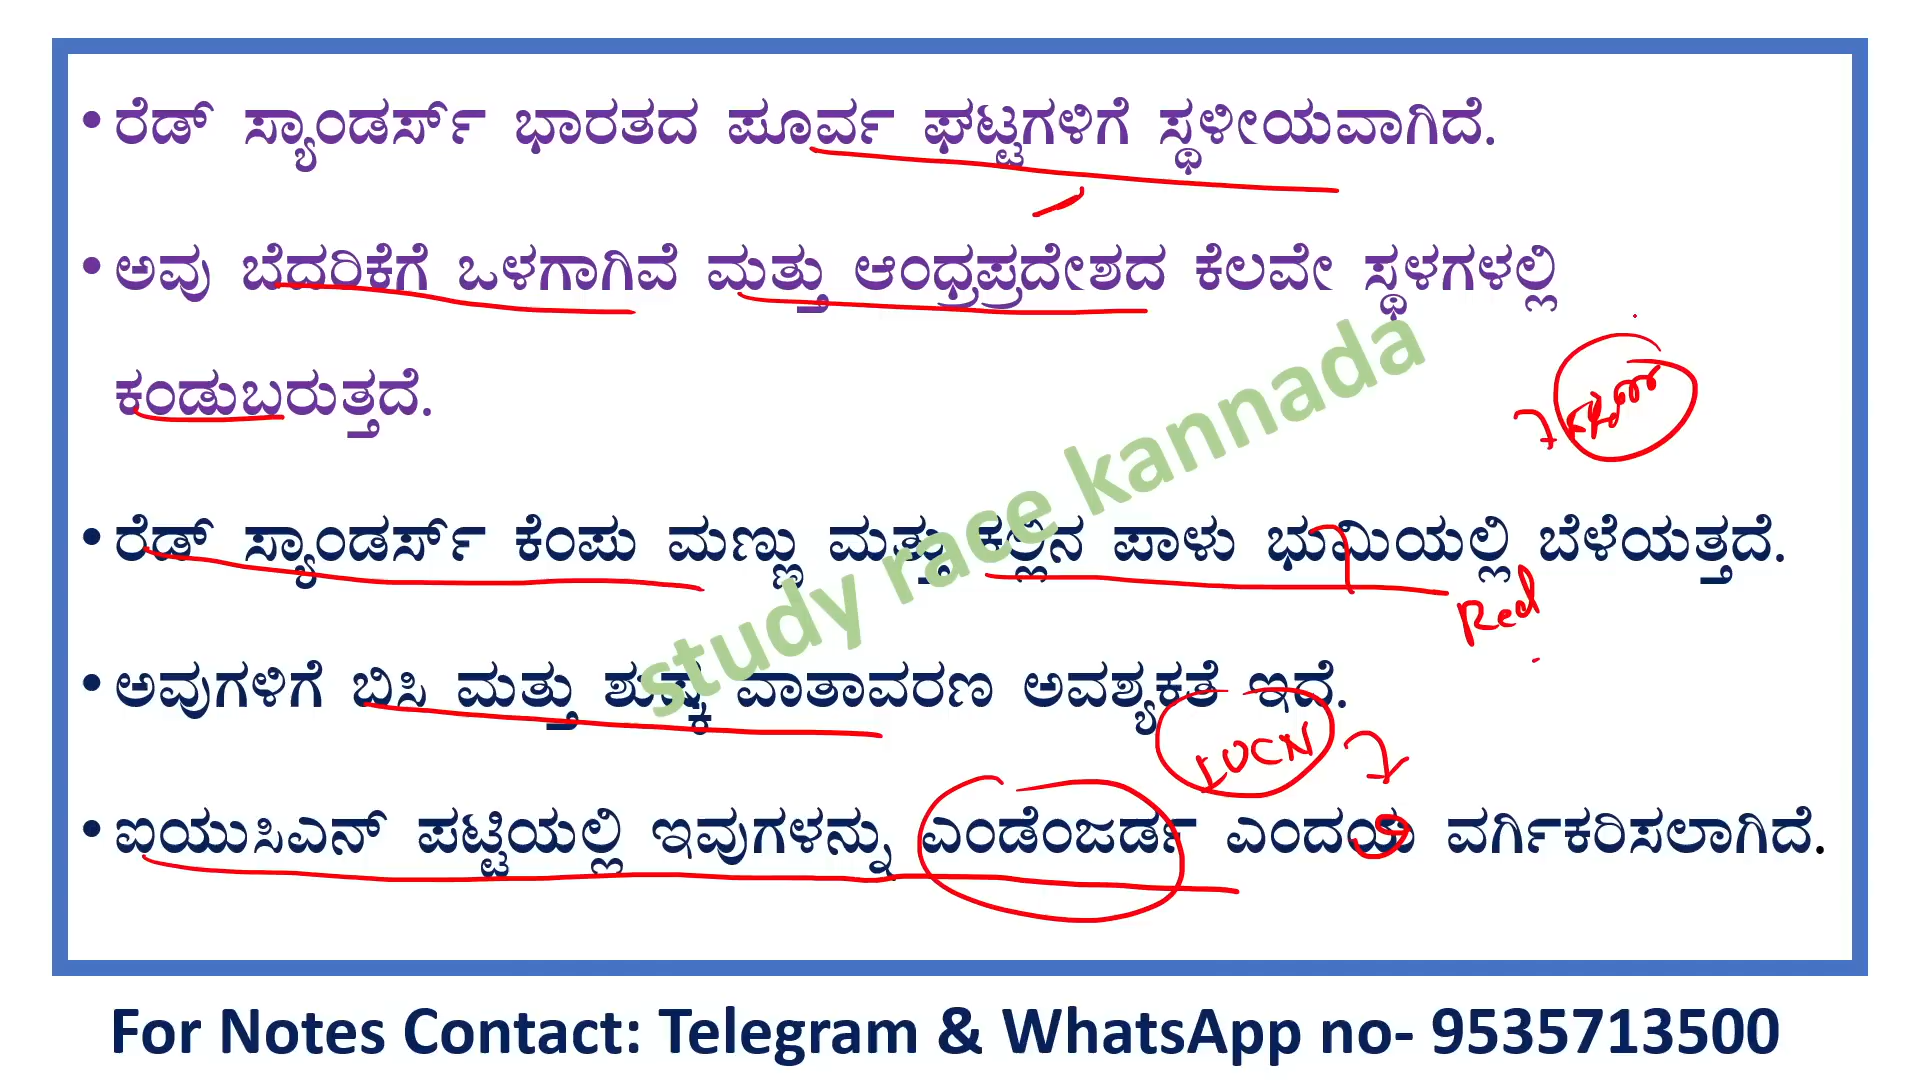 • ರೆಡ್ ಸ್ಯಾಂಡರ್ಸ್ ಭಾರತದ ಪೂರ್ವ ಘಟ್ಟಗಳಿಗೆ ಸ್ಥಳೀಯವಾಗಿದೆ.
• ಅವು ಬೆದರಿಕೆಗೆ ಒಳಗಾಗಿವೆ ಮತ್ತು ಆಂಧ್ರಪ್ರದೇಶದ ಕೆಲವೇ ಸ್ಥಳಗಳಲ್ಲಿ
ಕಂಡುಬರುತ್ತದೆ.
• ರೆಡ್ ಸ್ಯಾಂಡರ್ಸ್ ಕೆಂಪು ಮಣ್ಣು ಮತ್ತು ಕಲ್ಲಿನ ಪಾಳು ಭುಮಿಯಲ್ಲಿ ಬೆಳೆಯತ್ತದೆ.
Red
• ಅವುಗಳಿಗೆ ಬಿಸಿ ಮತ್ತು ಶುಷ್ಕ ವಾತಾವರಣ ಅವಶ್ಯಕತೆ ಇದೆ.
IUCN
• ಐಯುಸಿಎನ್ ಪಟ್ಟಿಯಲ್ಲಿ ಇವುಗಳನ್ನು ಎಂಡೆಂಜರ್ಡ್ ಎಂದು ವರ್ಗಿಕರಿಸಲಾಗಿದೆ.
study race kannada
For Notes Contact: Telegram & WhatsApp no- 9535713500